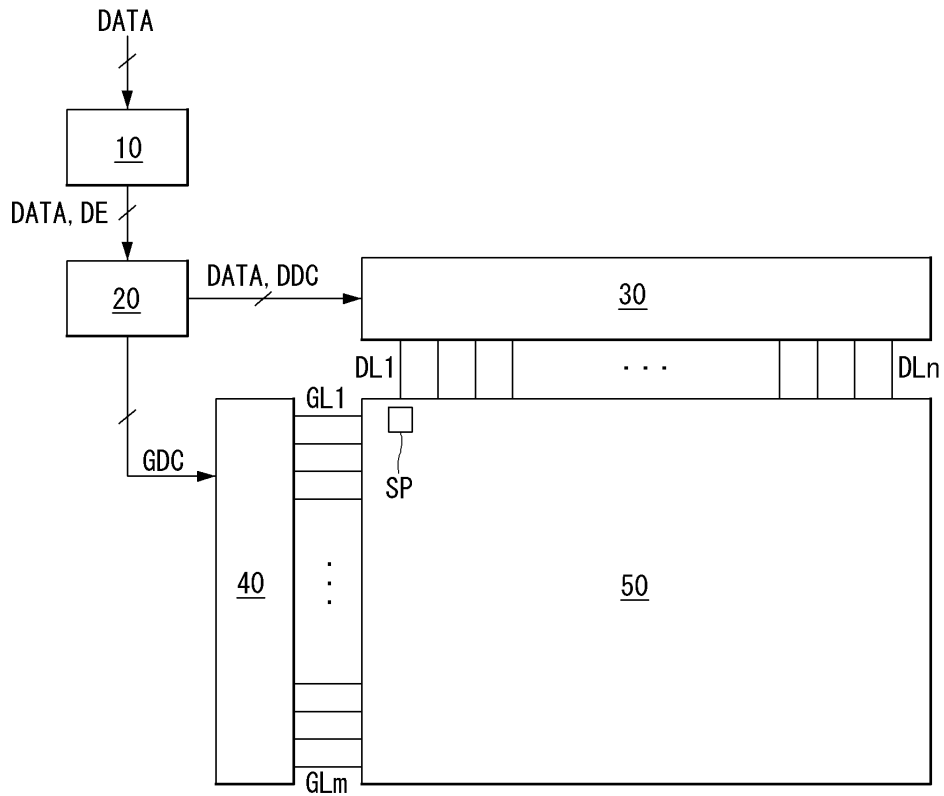 DATA
10
DATA, DE
20
DATA, DDC
30
DL1
· · ·
DLn
GL1
SP
GDC
40
50
GLm